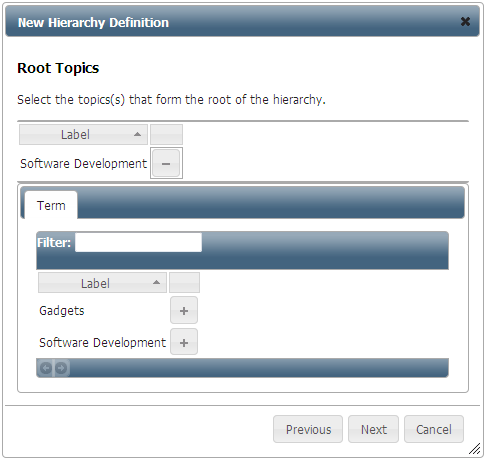 New Hierarchy Definition
Root Topics
Select the topics(s) that form the root of the hierarchy.
Label
Software Development
Term
Filter:
Label
Gadgets
Software Development
Previous Next Cancel